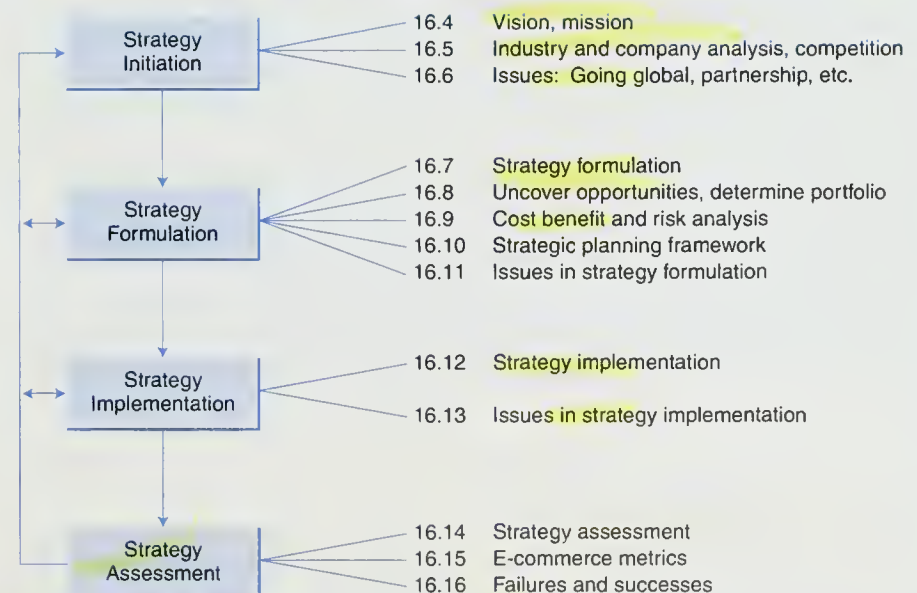 Strategy
Initiation
16.4 Vision, mission
16.5 Industry and company analysis, competition
16.6 Issues: Going global, partnership, etc.
Strategy
Formulation
16.7 Strategy formulation
16.8 Uncover opportunities, determine portfolio
16.9 Cost benefit and risk analysis
16.10 Strategic planning framework
16.11 Issues in strategy formulation
Strategy
Implementation
16.12 Strategy implementation
16.13 Issues in strategy implementation
Strategy
Assessment
16.14 Strategy assessment
16.15 E-commerce metrics
16.16 Failures and successes